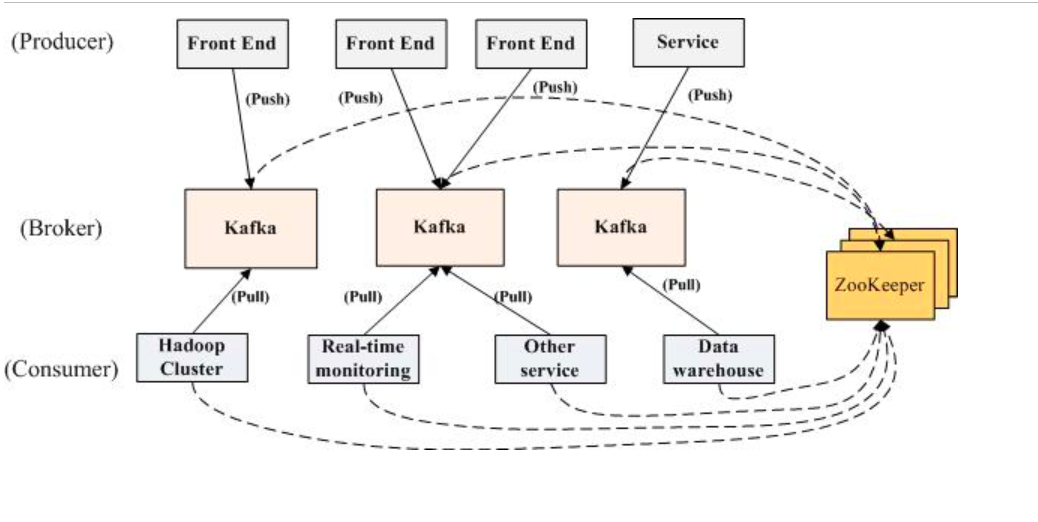 (Producer)
Front End
Front End
Front End
Service
(Push)
(Push)
(Push)
(Push)
(Broker)
Kafka
Kafka
Kafka
ZooKeeper
(Pull)
(Pull)
(Pull)
(Pull)
(Consumer)
Hadoop
Cluster
Real-time
monitoring
Other
service
Data
warehouse